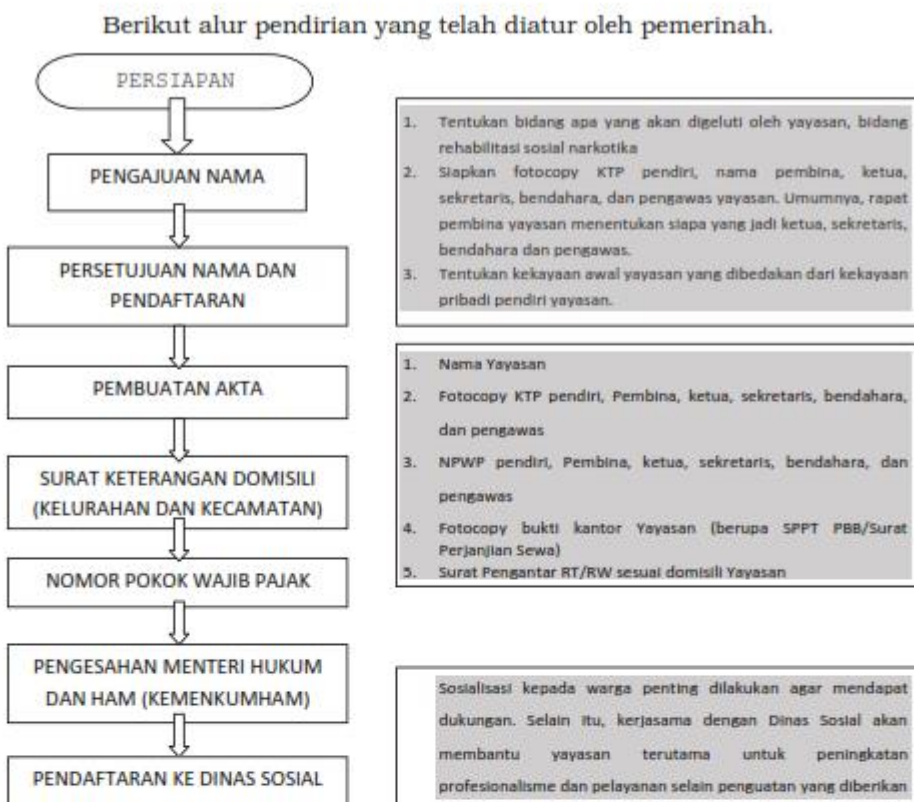 Berikut alur pendirian yang telah diatur oleh pemerinah.
PERSIAPAN
PENGAJUAN NAMA
PERSETUJUAN NAMA DAN
PENDAFTARAN
PEMBUATAN AKTA
SURAT KETERANGAN DOMISILI
(KELURAHAN DAN KECAMATAN)
NOMOR POKOK WAJIB PAJAK
PENGESAHAN MENTERI HUKUM
DAN HAM (KEMENKUMHAM)
PENDAFTARAN KE DINAS SOSIAL
1. Tentukan bidang apa yang akan digeluti oleh yayasan, bidang
rehabilitasi sosial narkotika
2. Siapkan fotocopy KTP pendiri, nama pembina, ketua,
sekretaris, bendahara, dan pengawas yayasan. Umumnya, rapat
pembina yayasan menentukan siapa yang jadi ketua, sekretaris,
bendahara dan pengawas.
3. Tentukan kekayaan awal yayasan yang dibedakan dari kekayaan
pribadi pendiri yayasan.
1. Nama Yayasan
2. Fotocopy KTP pendiri, Pembina, ketua, sekretaris, bendahara,
dan pengawas
3. NPWP pendiri, Pembina, ketua, sekretaris, bendahara, dan
pengawas
4. Fotocopy bukti kantor Yayasan (berupa SPPT PBB/Surat
Perjanjian Sewa)
5. Surat Pengantar RT/RW sesuai domisili Yayasan
Sosialisasi kepada warga penting dilakukan agar mendapat
dukungan. Selain itu, kerjasama dengan Dinas Sosial akan
membantu yayasan terutama untuk peningkatan
profesionalisme dan pelayanan selain penguatan yang diberikan